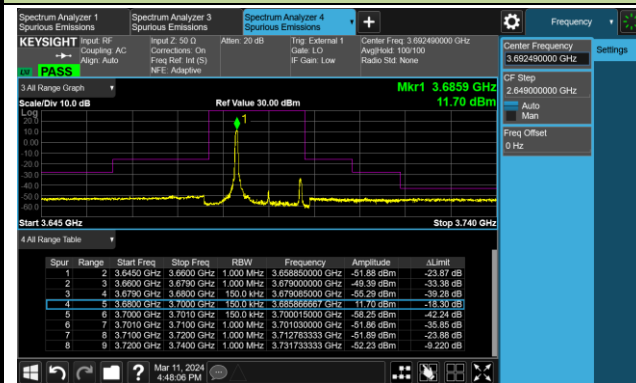 Spectrum Analyzer 1
Spurious Emissions
Spectrum Analyzer 3
Spurious Emissions
Spectrum Analyzer 4
Spurious Emissions
Frequency
KEYSIGHT
Input: RF
Coupling: AC
Align: Auto
Input Z: 50 Ω
Corrections: On
Freq Ref: Int (S)
NFE: Adaptive
Atten: 20 dB
Trig: External 1
Gate: LO
IF Gain: Low
Center Freq: 3.692490000 GHz
Avg|Hold: 100/100
Radio Std: None
PASS
Center Frequency
3.692490000 GHz
Settings
CF Step
2.649000000 GHz
Auto
Man
Freq Offset
0 Hz
3 All Range Graph
Mkr1 3.6859 GHz
Scale/Div 10.0 dB
Ref Value 30.00 dBm
11.70 dBm
Log
20.0
10.0
0.00
-10.0
-20.0
-30.0
-40.0
-50.0
-60.0
1
Start 3.645 GHz
Stop 3.740 GHz
4 All Range Table
Spur Range Start Freq Stop Freq RBW Frequency Amplitude ΔLimit
1 2 3.6450 GHz 3.6600 GHz 1.000 MHz 3.658850000 GHz -51.88 dBm -23.87 dB
2 3 3.6600 GHz 3.6790 GHz 1.000 MHz 3.679000000 GHz -49.39 dBm -33.38 dB
3 4 3.6790 GHz 3.6800 GHz 150.0 kHz 3.679085000 GHz -55.29 dBm -39.28 dB
4 5 3.6800 GHz 3.7000 GHz 150.0 kHz 3.685866667 GHz 11.70 dBm -18.30 dB
5 6 3.7000 GHz 3.7010 GHz 150.0 kHz 3.700015000 GHz -58.25 dBm -42.24 dB
6 7 3.7010 GHz 3.7100 GHz 1.000 MHz 3.701030000 GHz -51.86 dBm -35.85 dB
7 8 3.7100 GHz 3.7200 GHz 1.000 MHz 3.712783333 GHz -51.89 dBm -23.88 dB
8 9 3.7200 GHz 3.7400 GHz 1.000 MHz 3.731733333 GHz -52.23 dBm -9.220 dB
Mar 11, 2024
4:48:06 PM